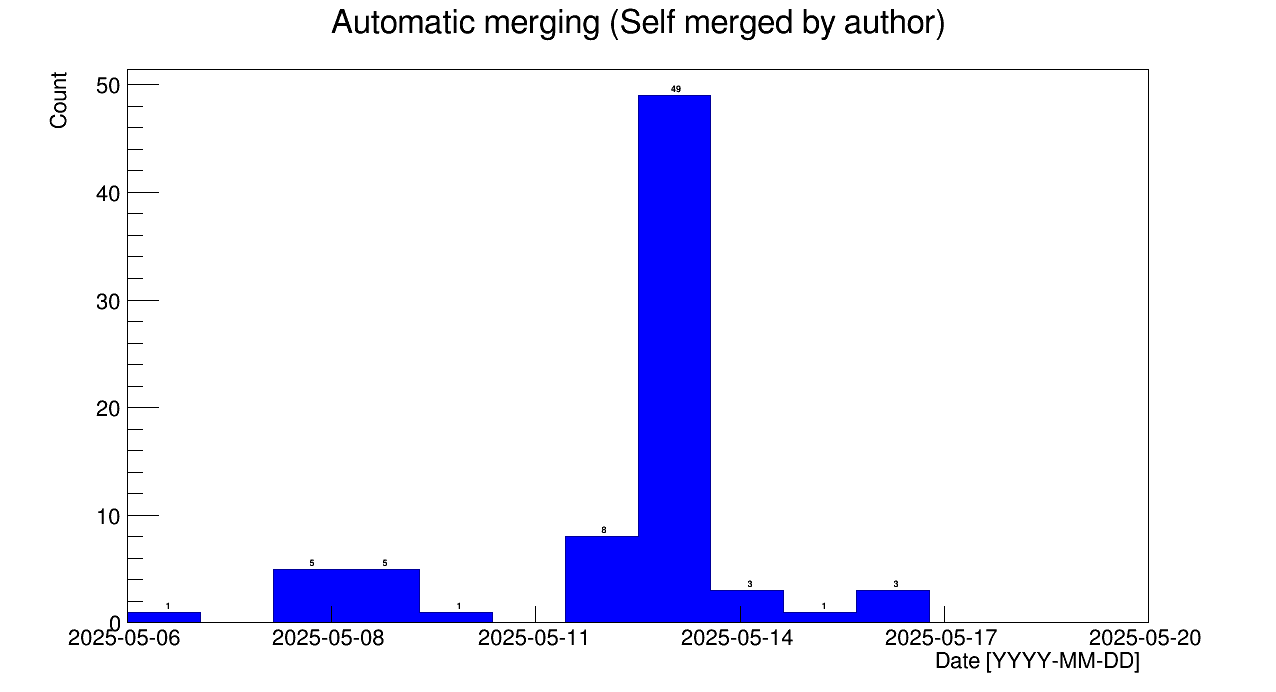 Automatic merging (Self merged by author)
Count
50
40
30
20
10
0
49
8
5 5
3 3
1 1 1
2025-05-06 2025-05-08 2025-05-11 2025-05-14 2025-05-17 2025-05-20
Date [YYYY-MM-DD]